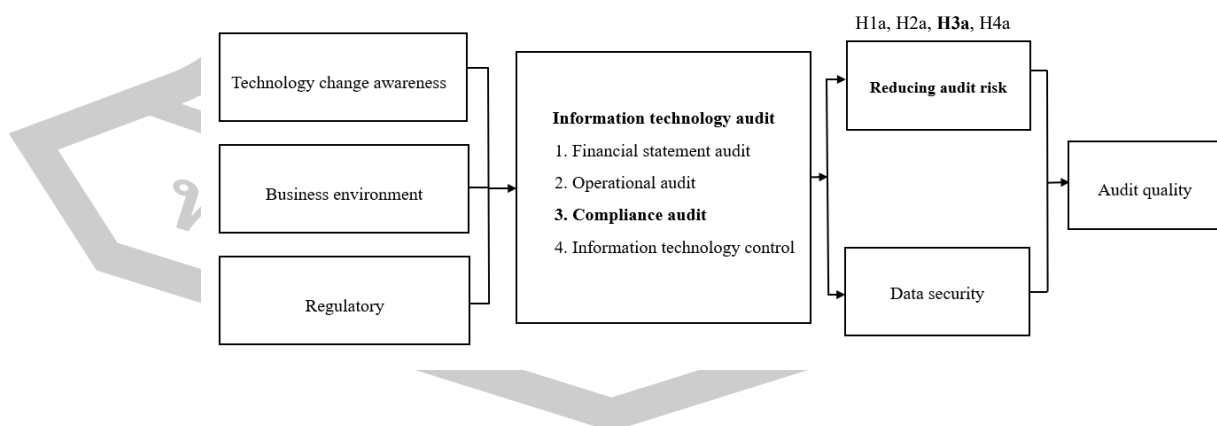 H1a, H2a, H3a, H4a
Technology change awareness
Business environment
Regulatory
Information technology audit
1. Financial statement audit
2. Operational audit
3. Compliance audit
4. Information technology control
Reducing audit risk
Data security
Audit quality